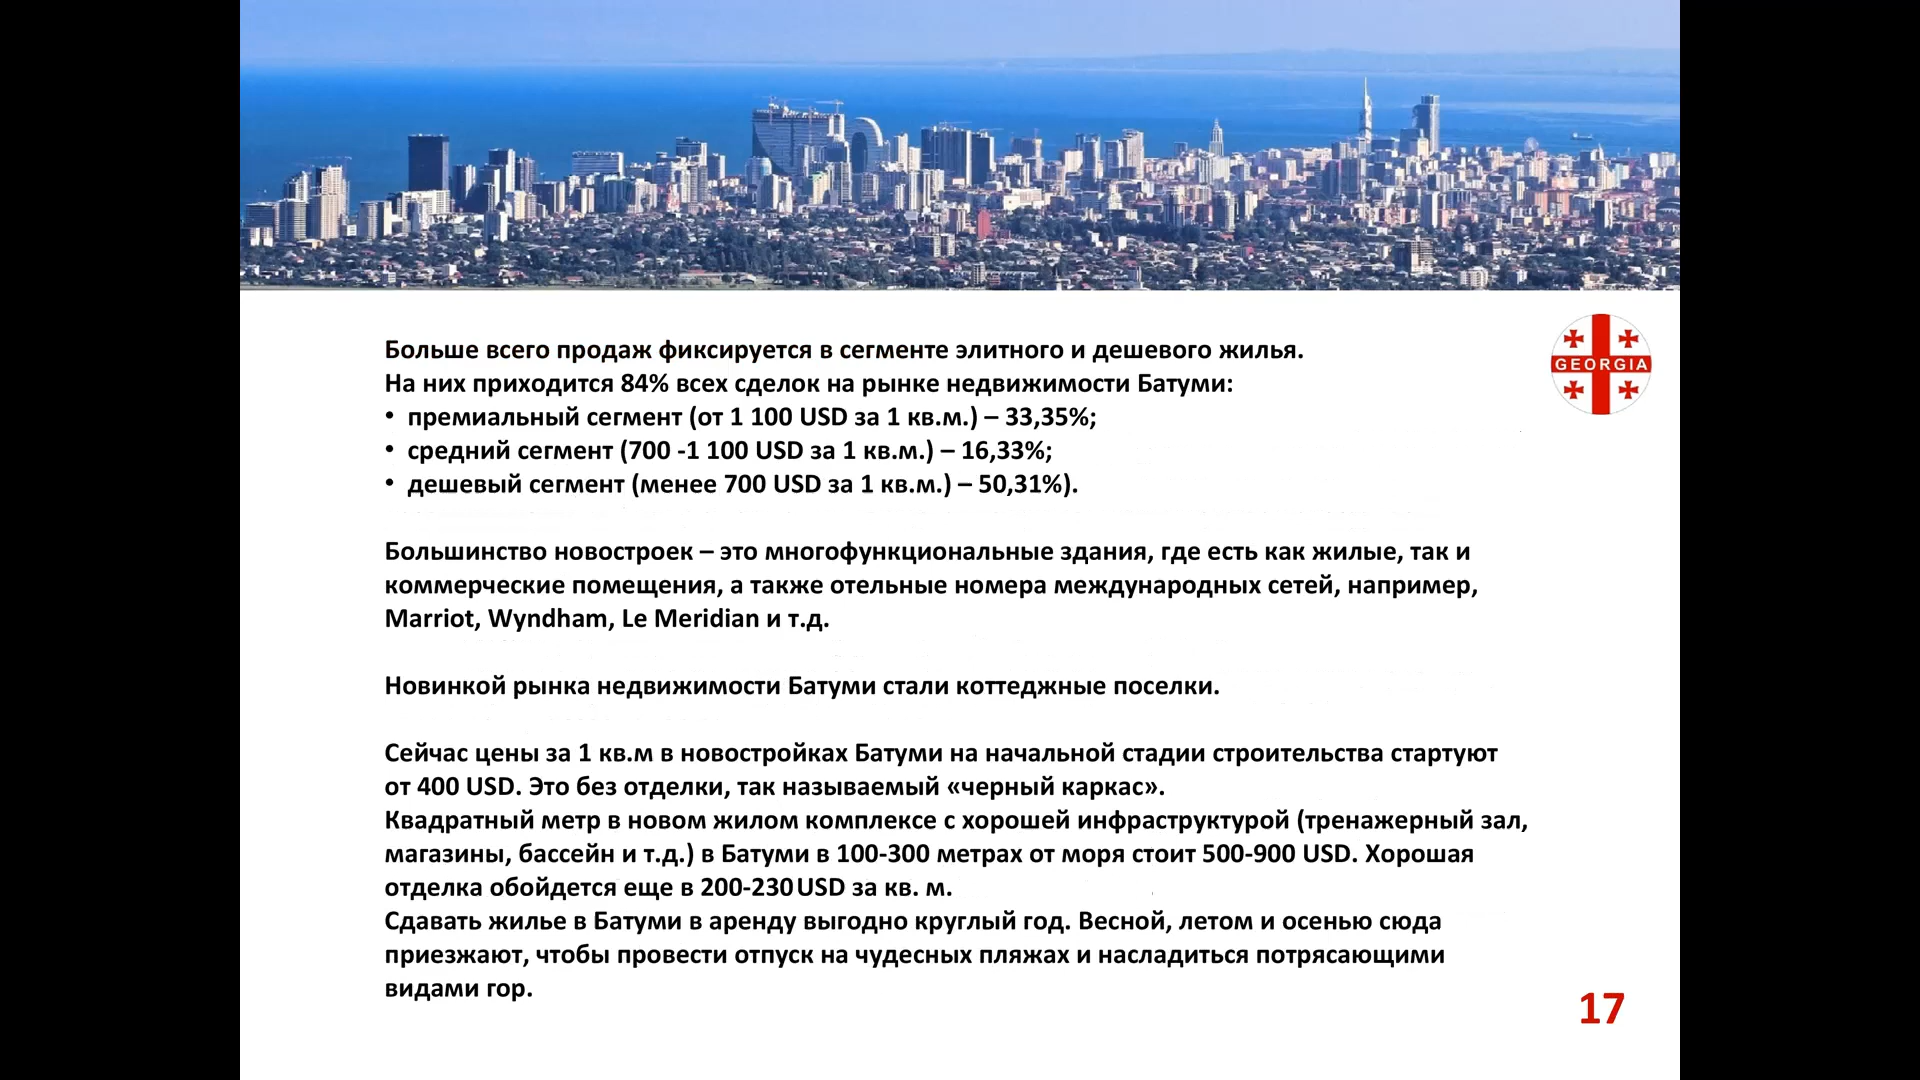 Больше всего продаж фиксируется в сегменте элитного и дешевого жилья.
На них приходится 84% всех сделок на рынке недвижимости Батуми:
• премиальный сегмент (от 1 100 USD за 1 кв.м.) – 33,35%;
• средний сегмент (700 -1 100 USD за 1 кв.м.) – 16,33%;
• дешевый сегмент (менее 700 USD за 1 кв.м.) – 50,31%).
GEORGIA
Большинство новостроек – это многофункциональные здания, где есть как жилые, так и
коммерческие помещения, а также отельные номера международных сетей, например,
Marriot, Wyndham, Le Meridian и т.д.
Новинкой рынка недвижимости Батуми стали коттеджные поселки.
Сейчас цены за 1 кв.м в новостройках Батуми на начальной стадии строительства стартуют
от 400 USD. Это без отделки, так называемый «черный каркас».
Квадратный метр в новом жилом комплексе с хорошей инфраструктурой (тренажерный зал,
магазины, бассейн и т.д.) в Батуми в 100-300 метрах от моря стоит 500-900 USD. Хорошая
отделка обойдется еще в 200-230 USD за кв. м.
Сдавать жилье в Батуми в аренду выгодно круглый год. Весной, летом и осенью сюда
приезжают, чтобы провести отпуск на чудесных пляжах и насладиться потрясающими
видами гор.
17